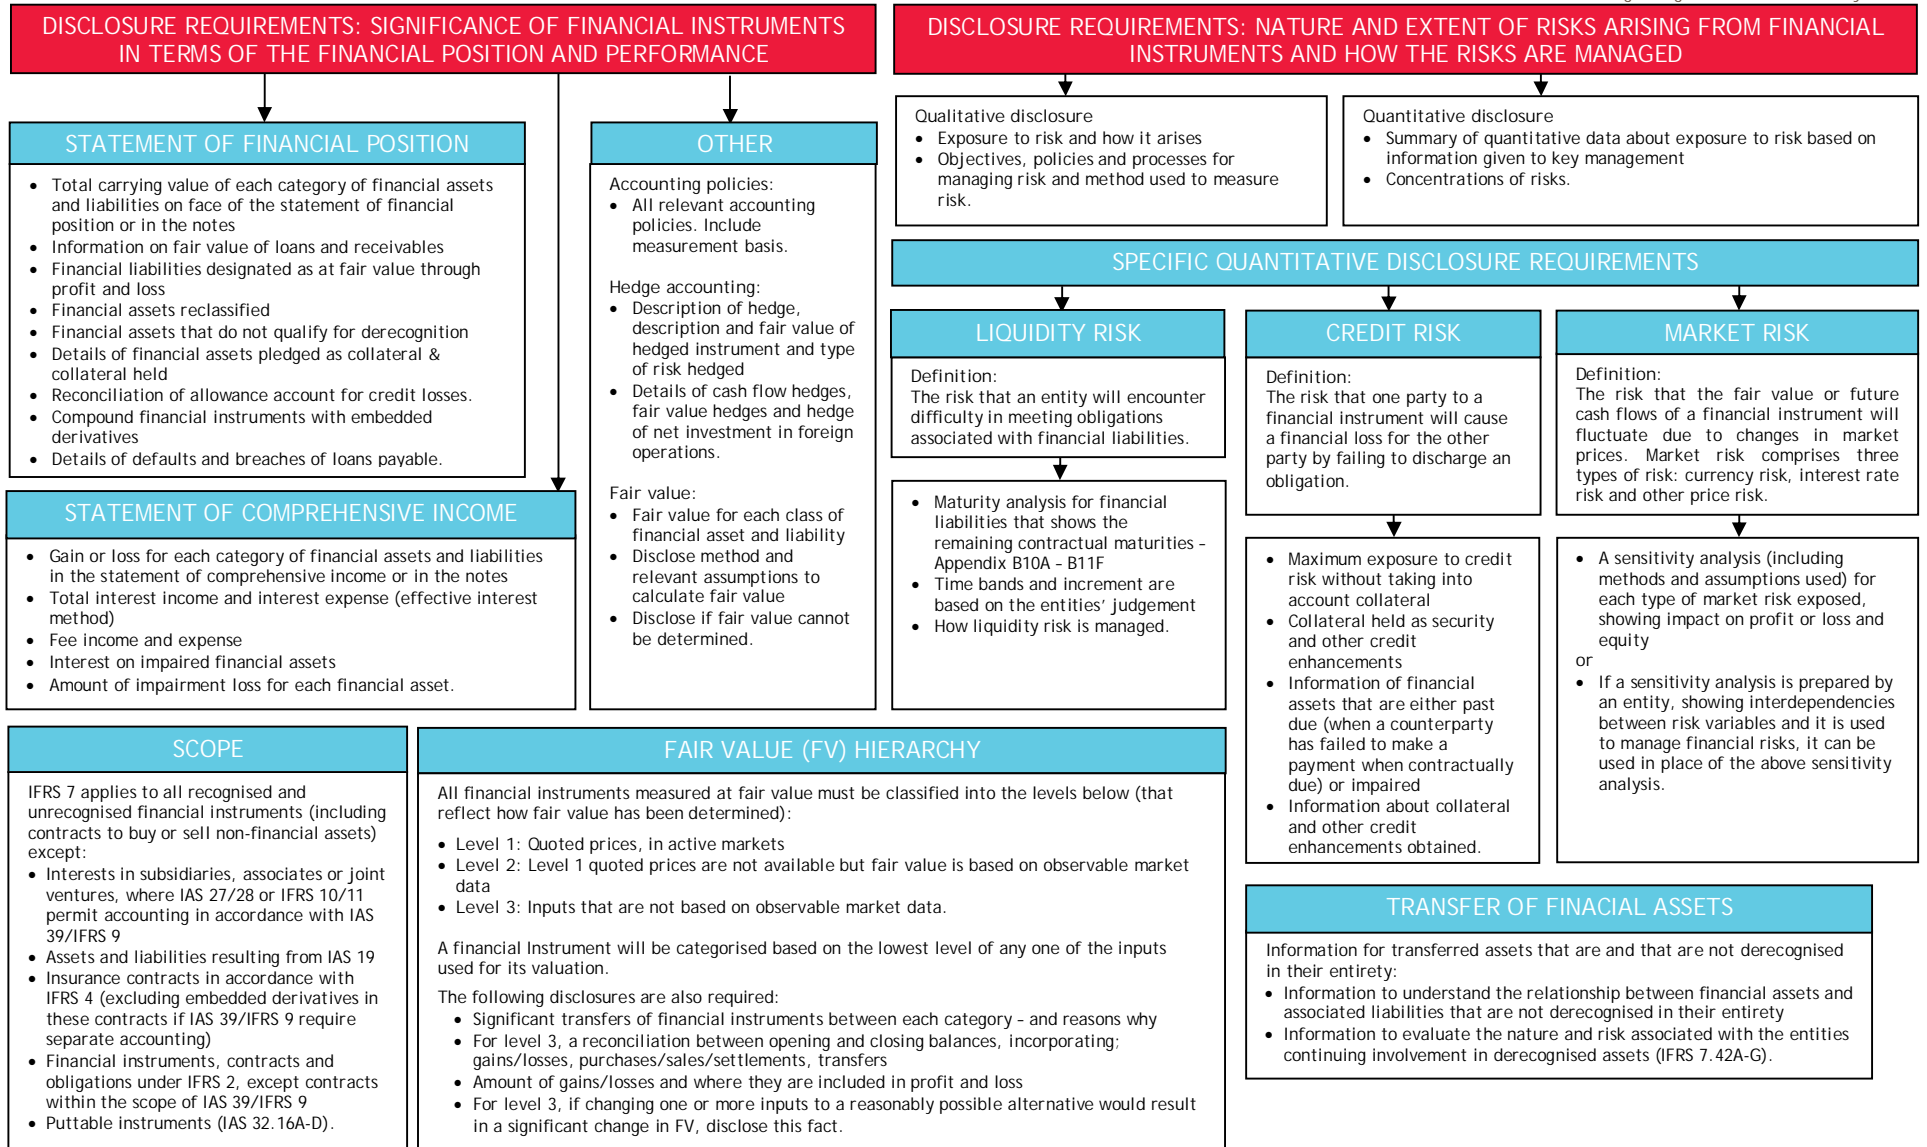 DISCLOSURE REQUIREMENTS: SIGNIFICANCE OF FINANCIAL INSTRUMENTS
IN TERMS OF THE FINANCIAL POSITION AND PERFORMANCE
STATEMENT OF FINANCIAL POSITION
• Total carrying value of each category of financial assets
and liabilities on face of the statement of financial
position or in the notes
• Information on fair value of loans and receivables
• Financial liabilities designated as at fair value through
profit and loss
• Financial assets reclassified
• Financial assets that do not qualify for derecognition
• Details of financial assets pledged as collateral &
collateral held
• Reconciliation of allowance account for credit losses.
• Compound financial instruments with embedded
derivatives
• Details of defaults and breaches of loans payable.
STATEMENT OF COMPREHENSIVE INCOME
• Gain or loss for each category of financial assets and liabilities
in the statement of comprehensive income or in the notes
• Total interest income and interest expense (effective interest
method)
• Fee income and expense
• Interest on impaired financial assets
• Amount of impairment loss for each financial asset.
OTHER
Accounting policies:
• All relevant accounting
policies. Include
measurement basis.
Hedge accounting:
• Description of hedge,
description and fair value of
hedged instrument and type
of risk hedged
• Details of cash flow hedges,
fair value hedges and hedge
of net investment in foreign
operations.
Fair value:
• Fair value for each class of
financial asset and liability
• Disclose method and
relevant assumptions to
calculate fair value
• Disclose if fair value cannot
be determined.
DISCLOSURE REQUIREMENTS: NATURE AND EXTENT OF RISKS ARISING FROM FINANCIAL
INSTRUMENTS AND HOW THE RISKS ARE MANAGED
Qualitative disclosure
• Exposure to risk and how it arises
• Objectives, policies and processes for
managing risk and method used to measure
risk.
Quantitative disclosure
• Summary of quantitative data about exposure to risk based on
information given to key management
• Concentrations of risks.
SPECIFIC QUANTITATIVE DISCLOSURE REQUIREMENTS
LIQUIDITY RISK
Definition:
The risk that an entity will encounter
difficulty in meeting obligations
associated with financial liabilities.
• Maturity analysis for financial
liabilities that shows the
remaining contractual maturities –
Appendix B10A – B11F
• Time bands and increment are
based on the entities’ judgement
• How liquidity risk is managed.
CREDIT RISK
Definition:
The risk that one party to a
financial instrument will cause
a financial loss for the other
party by failing to discharge an
obligation.
• Maximum exposure to credit
risk without taking into
account collateral
• Collateral held as security
and other credit
enhancements
• Information of financial
assets that are either past
due (when a counterparty
has failed to make a
payment when contractually
due) or impaired
• Information about collateral
and other credit
enhancements obtained.
MARKET RISK
Definition:
The risk that the fair value or future
cash flows of a financial instrument will
fluctuate due to changes in market
prices. Market risk comprises three
types of risk: currency risk, interest rate
risk and other price risk.
• A sensitivity analysis (including
methods and assumptions used) for
each type of market risk exposed,
showing impact on profit or loss and
equity
or
• If a sensitivity analysis is prepared by
an entity, showing interdependencies
between risk variables and it is used
to manage financial risks, it can be
used in place of the above sensitivity
analysis.
SCOPE
IFRS 7 applies to all recognised and
unrecognised financial instruments (including
contracts to buy or sell non-financial assets)
except:
• Interests in subsidiaries, associates or joint
ventures, where IAS 27/28 or IFRS 10/11
permit accounting in accordance with IAS
39/IFRS 9
• Assets and liabilities resulting from IAS 19
• Insurance contracts in accordance with
IFRS 4 (excluding embedded derivatives in
these contracts if IAS 39/IFRS 9 require
separate accounting)
• Financial instruments, contracts and
obligations under IFRS 2, except contracts
within the scope of IAS 39/IFRS 9
• Puttable instruments (IAS 32.16A-D).
FAIR VALUE (FV) HIERARCHY
All financial instruments measured at fair value must be classified into the levels below (that
reflect how fair value has been determined):
• Level 1: Quoted prices, in active markets
• Level 2: Level 1 quoted prices are not available but fair value is based on observable market
data
• Level 3: Inputs that are not based on observable market data.
A financial Instrument will be categorised based on the lowest level of any one of the inputs
used for its valuation.
The following disclosures are also required:
• Significant transfers of financial instruments between each category – and reasons why
• For level 3, a reconciliation between opening and closing balances, incorporating;
gains/losses, purchases/sales/settlements, transfers
• Amount of gains/losses and where they are included in profit and loss
• For level 3, if changing one or more inputs to a reasonably possible alternative would result
in a significant change in FV, disclose this fact.
TRANSFER OF FINACIAL ASSETS
Information for transferred assets that are and that are not derecognised
in their entirety:
• Information to understand the relationship between financial assets and
associated liabilities that are not derecognised in their entirety
• Information to evaluate the nature and risk associated with the entities
continuing involvement in derecognised assets (IFRS 7.42A-G).